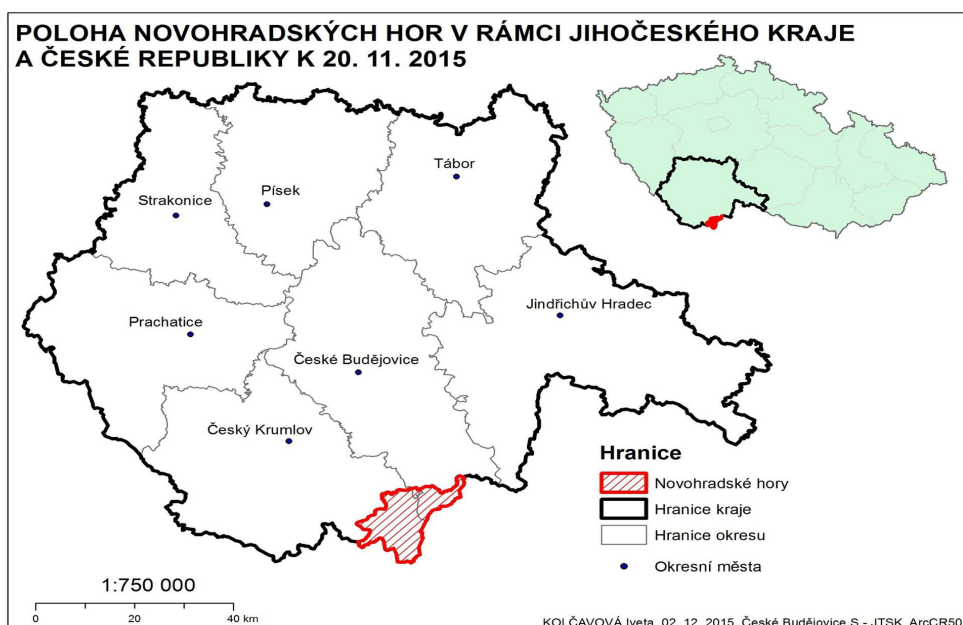 POLOHA NOVOHRADSKÝCH HOR V RÁMCI JIHOČESKÉHO KRAJE
A ČESKÉ REPUBLIKY K 20. 11. 2015
Tábor
Písek
Strakonice
Jindřichův Hradec
Prachatice
České Budějovice
Český Krumlov
Hranice
Novohradské hory
Hranice kraje
Hranice okresu
Okresní města
1:750 000
0 20 40 km
KOLČAVOVÁ Iveta, 02. 12. 2015, České Budějovice S - JTSK, ArcCR50